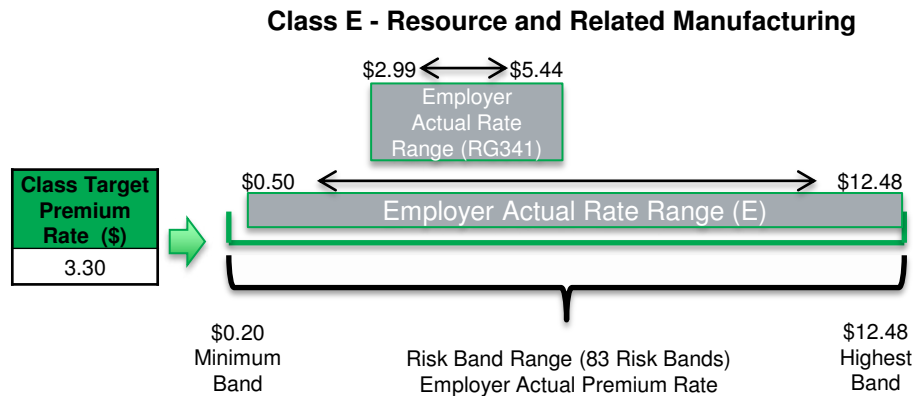 Class E - Resource and Related Manufacturing
$2.99 $5.44
Employer
Actual Rate
Range (RG341)
$0.50 $12.48
Employer Actual Rate Range (E)
Class Target
Premium
Rate ($)
3.30
$0.20
Minimum
Band
Risk Band Range (83 Risk Bands)
Employer Actual Premium Rate
$12.48
Highest
Band